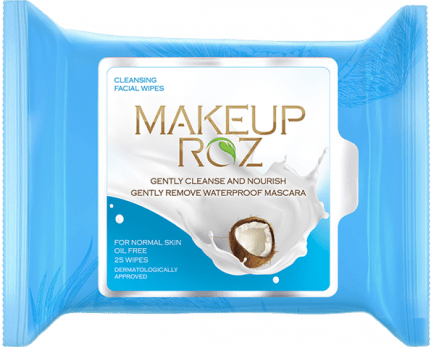 CLEANSING
FACIAL WIPES
MAKEUP
ROZ
GENTLY CLEANSE AND NOURISH
GENTLY REMOVE WATERPROOF MASCARA
FOR NORMAL SKIN
OIL FREE
25 WIPES
DERMATOLOGICALLY
APPROVED